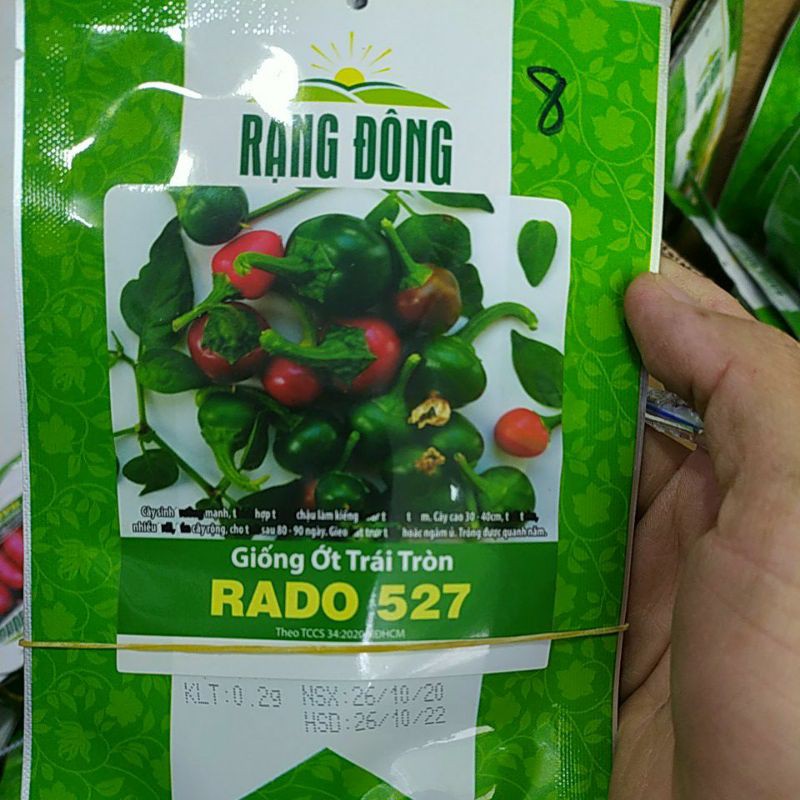 8
RẠNG ĐÔNG
Cây sinh mạnh, hợp chậu làm kiểng m. Cây cao 30 - 40cm,
nhiều cây rộng, cho sau 80 - 90 ngày. Gieo hoặc ngâm ủ. Trồng được quanh năm.
Giống Ớt Trái Tròn
RADO 527
Theo TCCS 34:2020
KLT:0.2g NSX:26/10/20
HSD:26/10/22